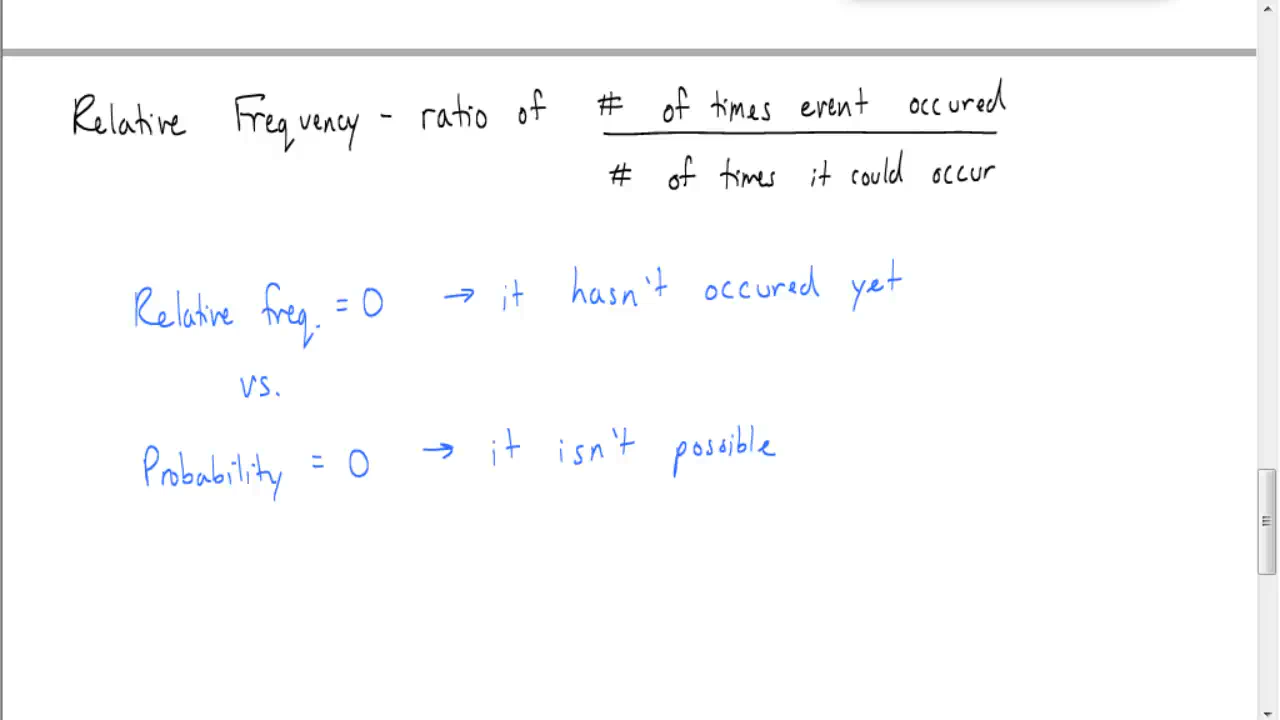 Relative Frequency - ratio of # of times event occured
# of times it could occur
Relative freq. = 0 → it hasn't occured yet
vs.
Probability = 0 → it isn't possible